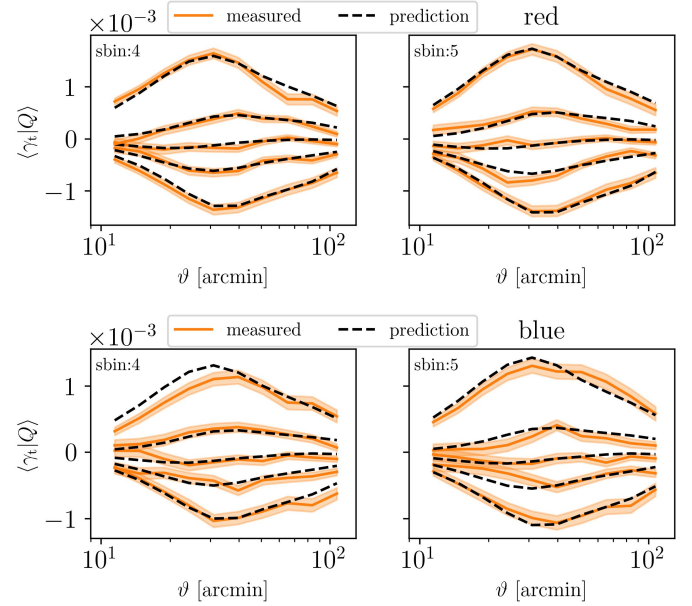 ×10⁻³ measured prediction red
sbin:4 sbin:5
1
0
−1
⟨γₜ|Q⟩
10¹ 10² 10¹ 10²
ϑ [arcmin] ϑ [arcmin]
×10⁻³ measured prediction blue
sbin:4 sbin:5
1
0
−1
⟨γₜ|Q⟩
10¹ 10² 10¹ 10²
ϑ [arcmin] ϑ [arcmin]